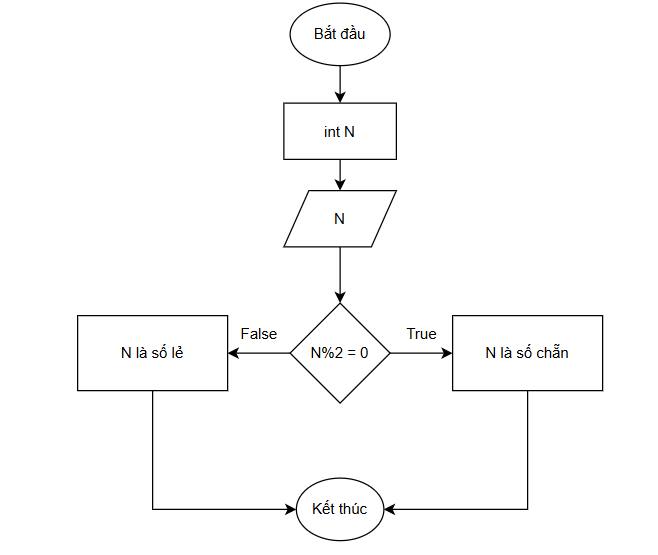 Bắt đầu
int N
N
False
True
N là số lẻ
N%2 = 0
N là số chẵn
Kết thúc